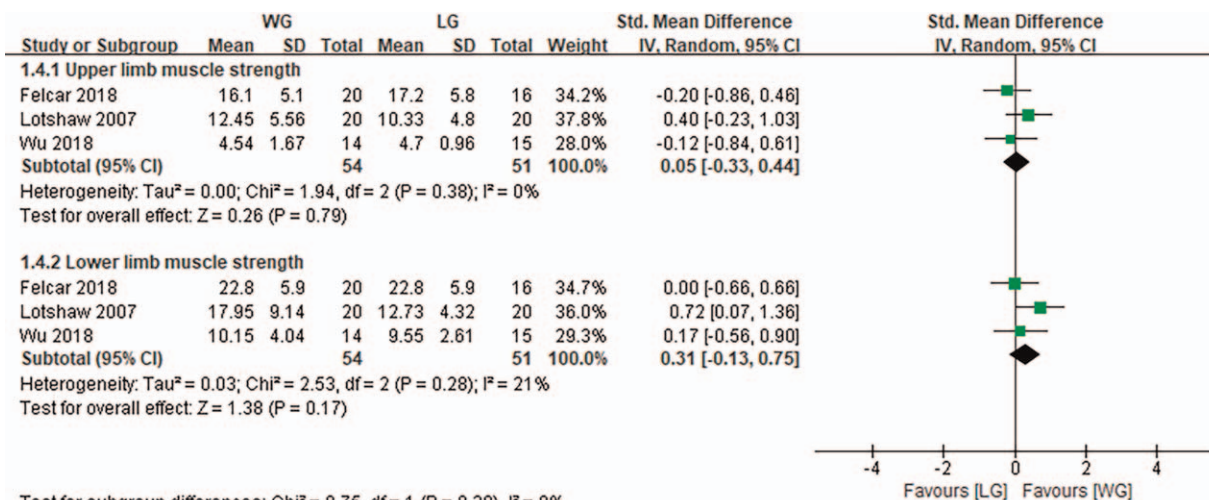 WG LG Std. Mean Difference Std. Mean Difference
Study or Subgroup Mean SD Total Mean SD Total Weight IV, Random, 95% CI IV, Random, 95% CI
1.4.1 Upper limb muscle strength
Felcar 2018 16.1 5.1 20 17.2 5.8 16 34.2% -0.20 [-0.86, 0.46]
Lotshaw 2007 12.45 5.56 20 10.33 4.8 20 37.8% 0.40 [-0.23, 1.03]
Wu 2018 4.54 1.67 14 4.7 0.96 15 28.0% -0.12 [-0.84, 0.61]
Subtotal (95% CI) 54 51 100.0% 0.05 [-0.33, 0.44]
Heterogeneity: Tau² = 0.00; Chi² = 1.94, df = 2 (P = 0.38); I² = 0%
Test for overall effect: Z = 0.26 (P = 0.79)
1.4.2 Lower limb muscle strength
Felcar 2018 22.8 5.9 20 22.8 5.9 16 34.7% 0.00 [-0.66, 0.66]
Lotshaw 2007 17.95 9.14 20 12.73 4.32 20 36.0% 0.72 [0.07, 1.36]
Wu 2018 10.15 4.04 14 9.55 2.61 15 29.3% 0.17 [-0.56, 0.90]
Subtotal (95% CI) 54 51 100.0% 0.31 [-0.13, 0.75]
Heterogeneity: Tau² = 0.03; Chi² = 2.53, df = 2 (P = 0.28); I² = 21%
Test for overall effect: Z = 1.38 (P = 0.17)
-4 -2 0 2 4
Favours [LG] Favours [WG]
Test for subgroup differences: Chi² = 0.75, df = 1 (P =